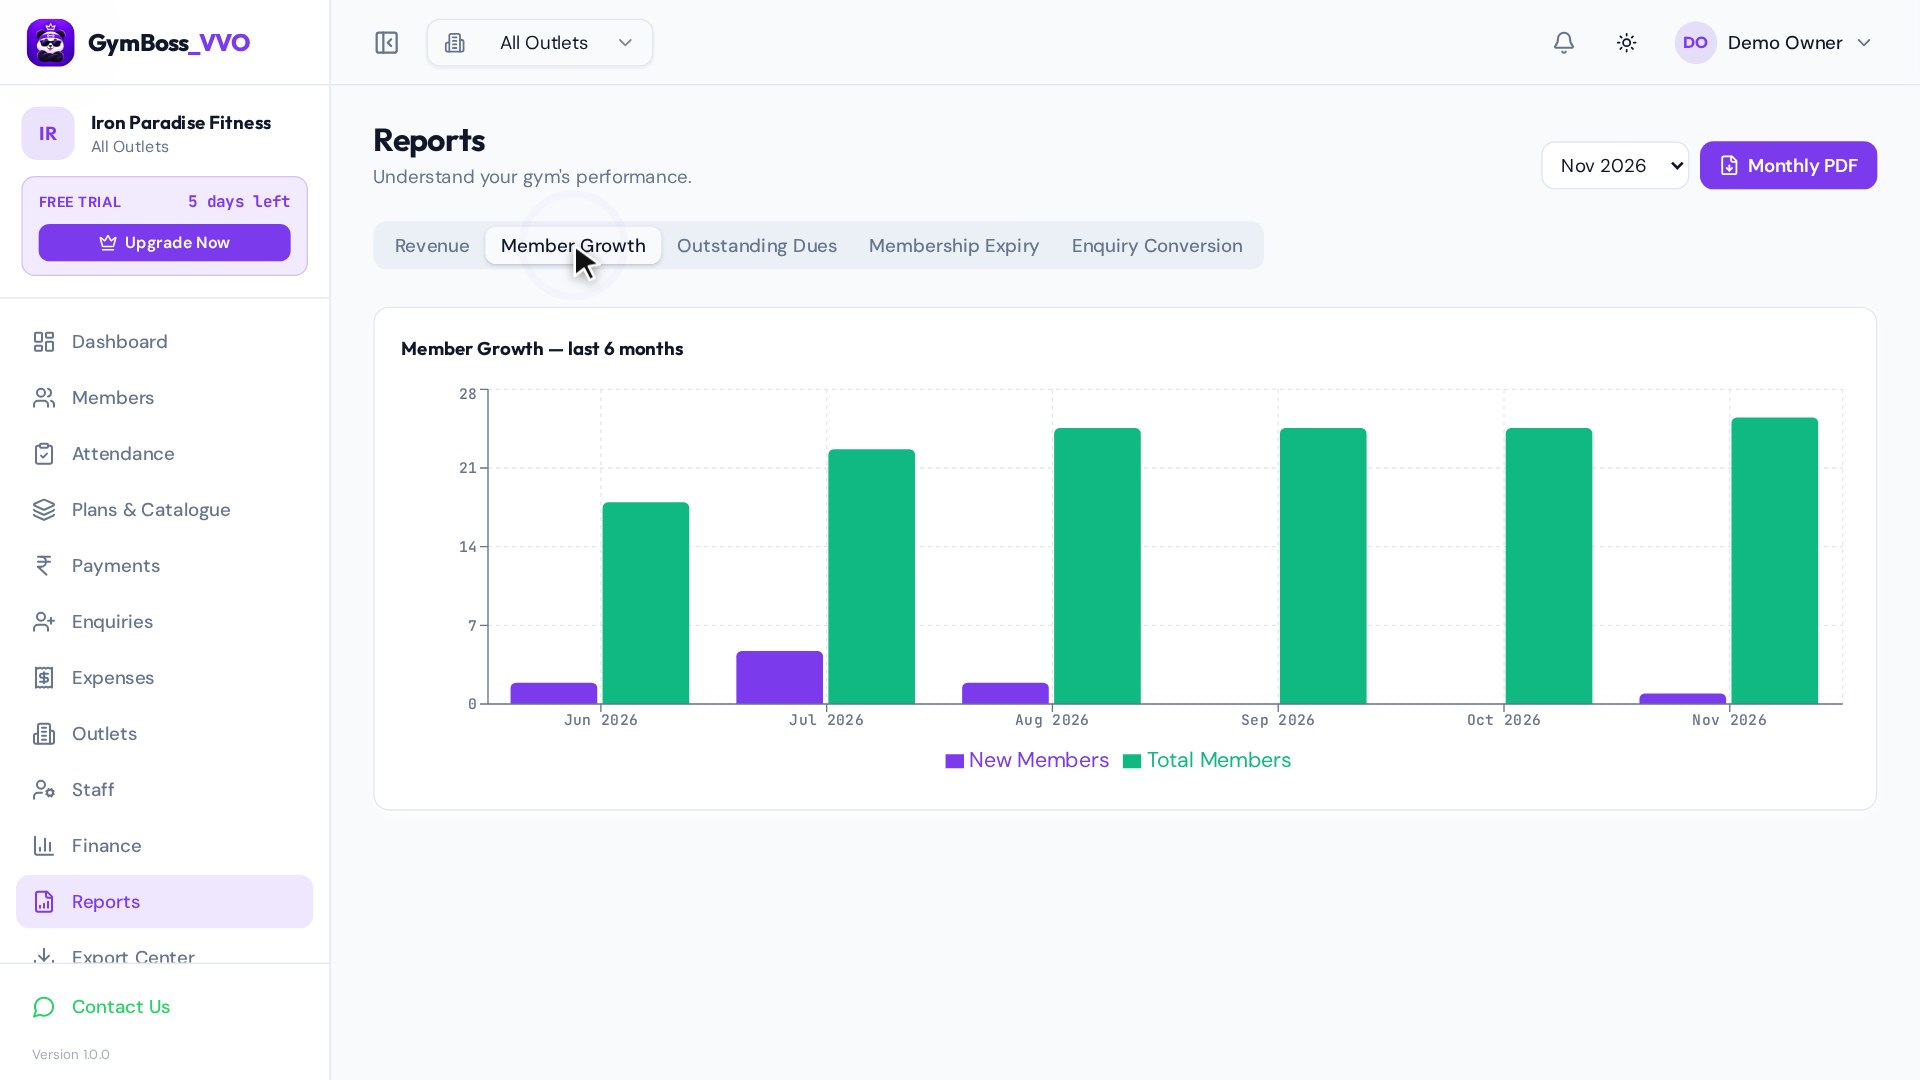 GymBoss_VVO
All Outlets
DO
Demo Owner
IR
Iron Paradise Fitness
All Outlets
FREE TRIAL
5 days left
Upgrade Now
Dashboard
Members
Attendance
Plans & Catalogue
Payments
Enquiries
Expenses
Outlets
Staff
Finance
Reports
Export Center
Contact Us
Version 1.0.0
Reports
Understand your gym's performance.
Nov 2026
Monthly PDF
Revenue
Member Growth
Outstanding Dues
Membership Expiry
Enquiry Conversion
Member Growth — last 6 months
28
21
14
7
0
Jun 2026
Jul 2026
Aug 2026
Sep 2026
Oct 2026
Nov 2026
New Members
Total Members